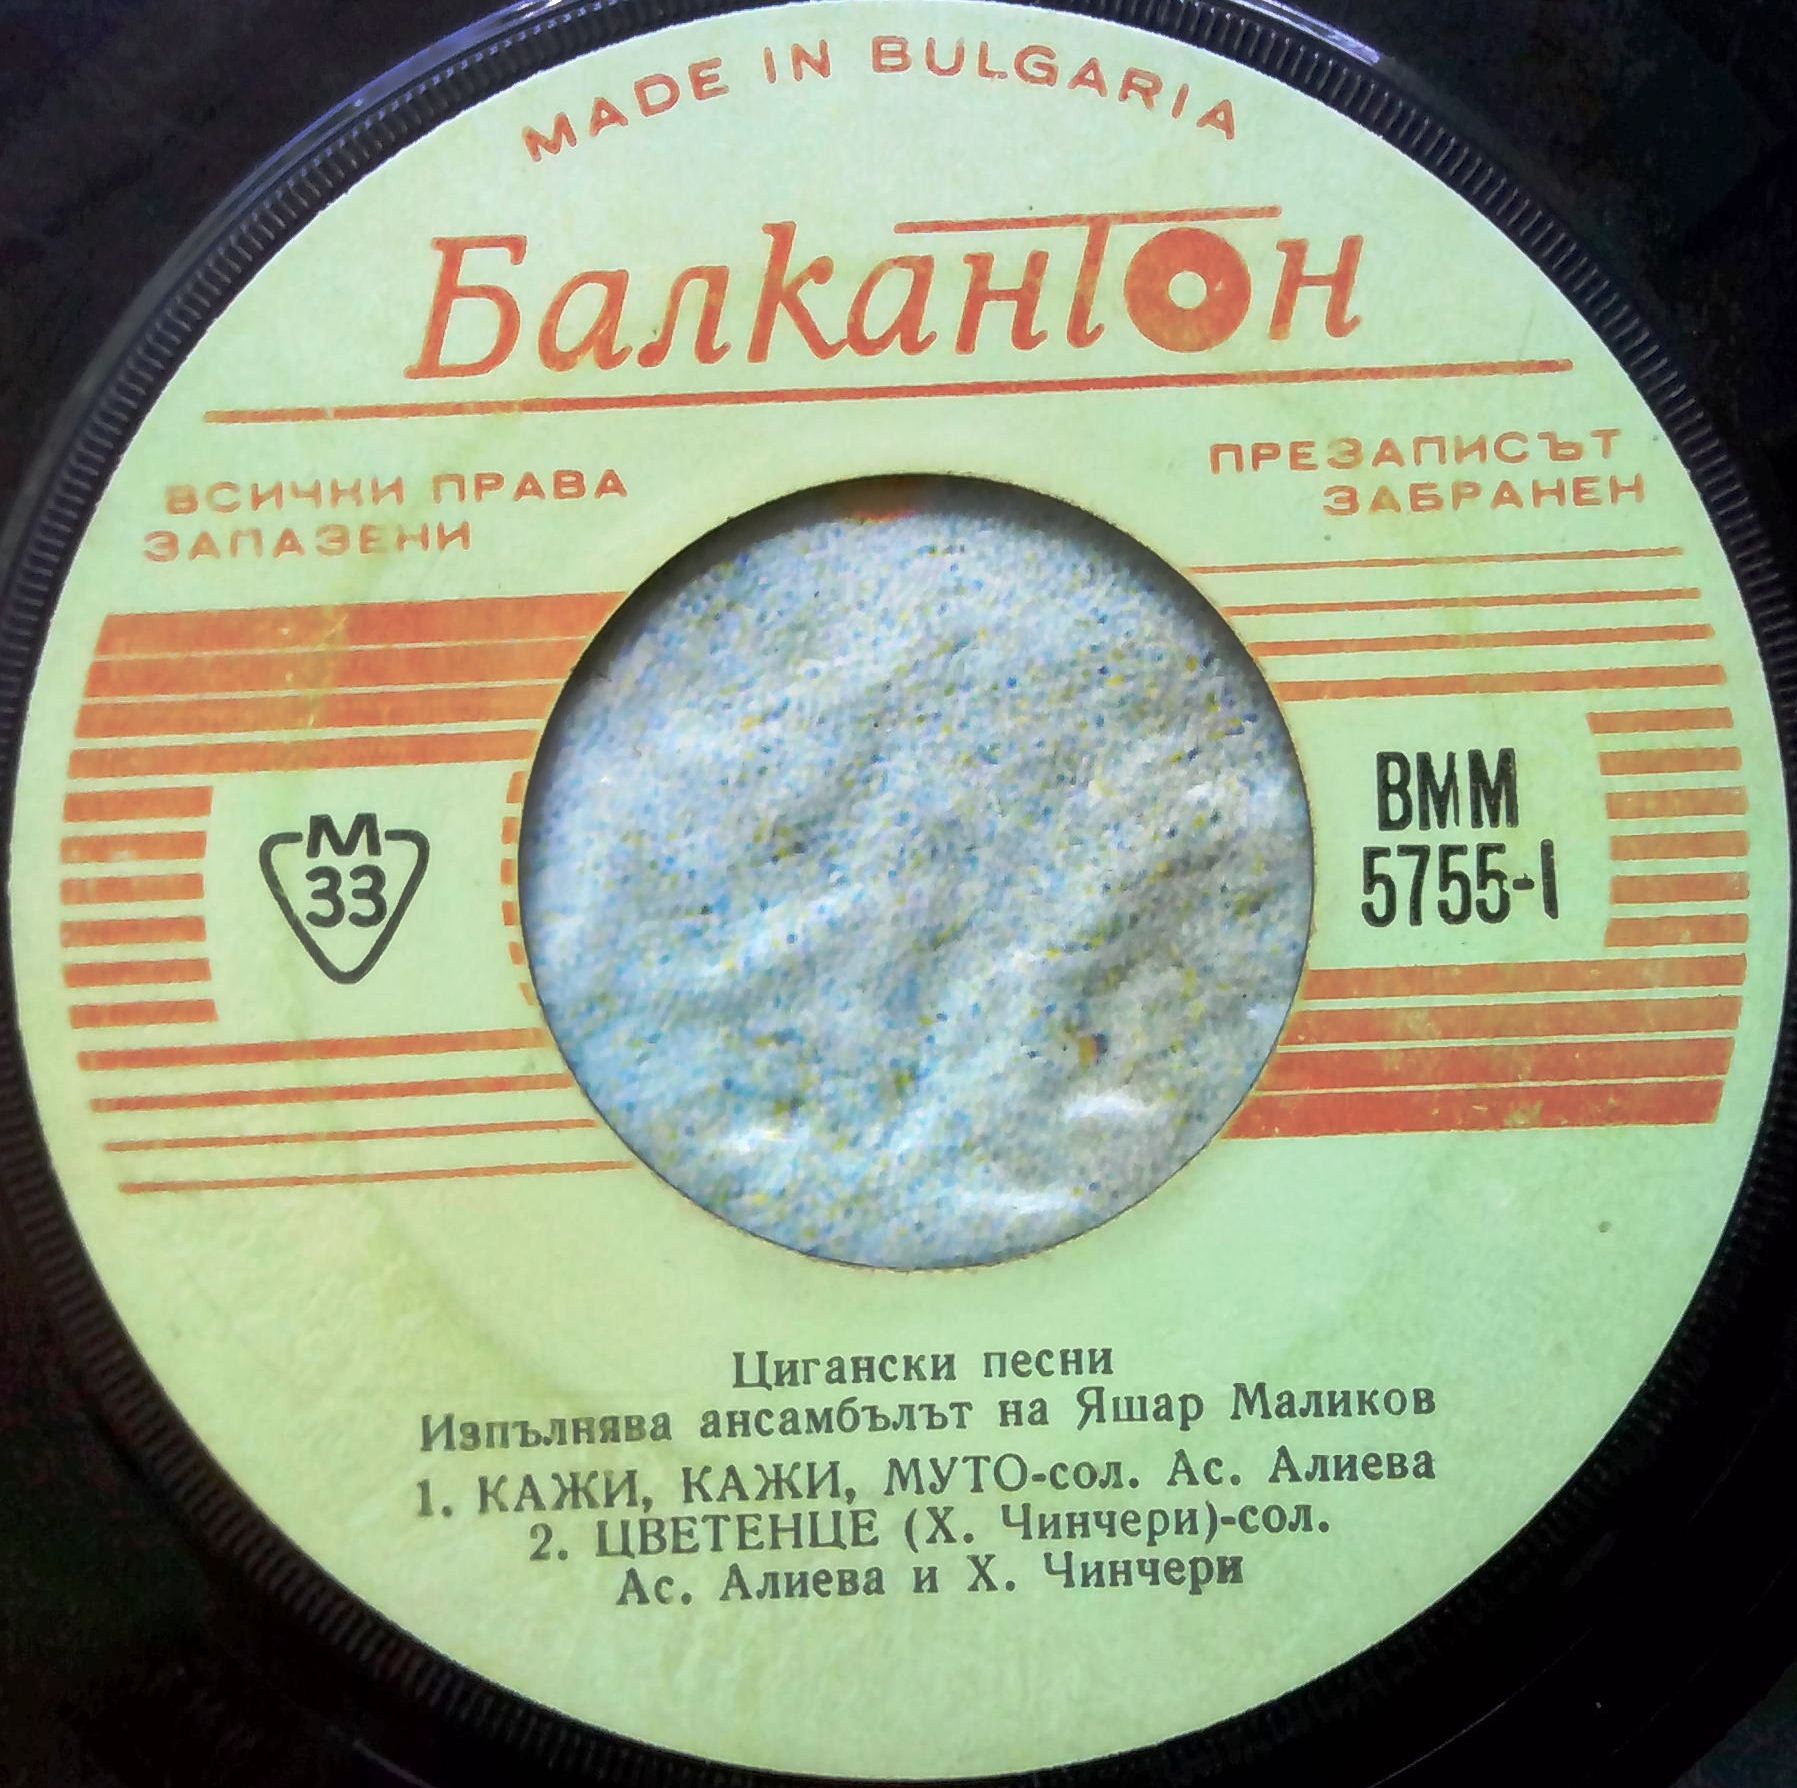 MADE IN BULGARIA
Балкантон
ВСИЧКИ ПРАВА
ЗАПАЗЕНИ
ПРЕЗАПИСЪТ
ЗАБРАНЕН
М
33
ВММ
5755-I
Цигански песни
Изпълнява ансамбълът на Яшар Маликов
1. КАЖИ, КАЖИ, МУТО-сол. Ас. Алиева
2. ЦВЕТЕНЦЕ (Х. Чинчери)-сол.
Ас. Алиева и Х. Чинчери